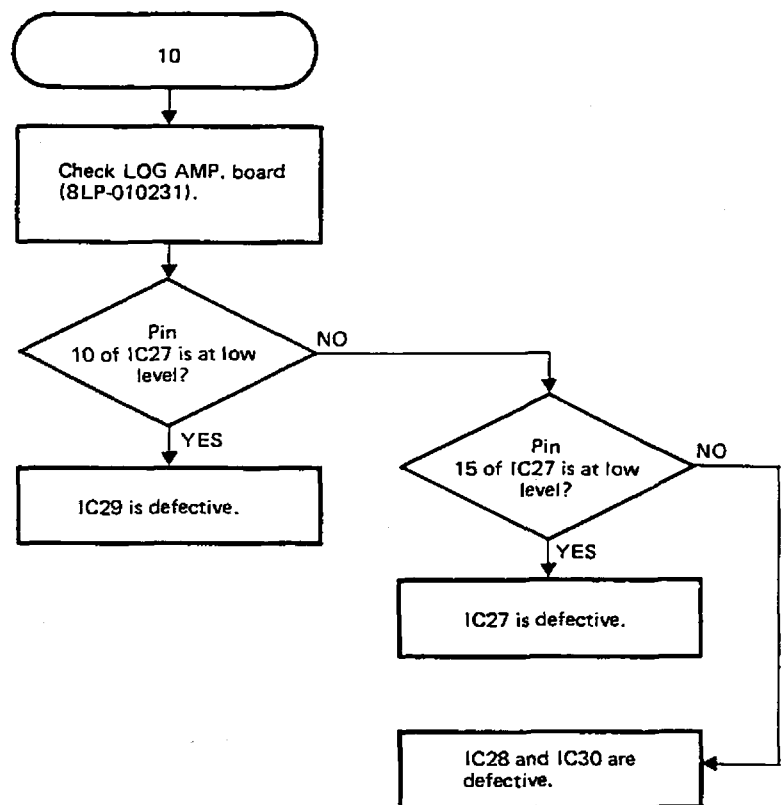 10
Check LOG AMP. board
(8LP-010231).
Pin
10 of IC27 is at low
level?
NO
YES
IC29 is defective.
Pin
15 of IC27 is at low
level?
NO
YES
IC27 is defective.
IC28 and IC30 are
defective.